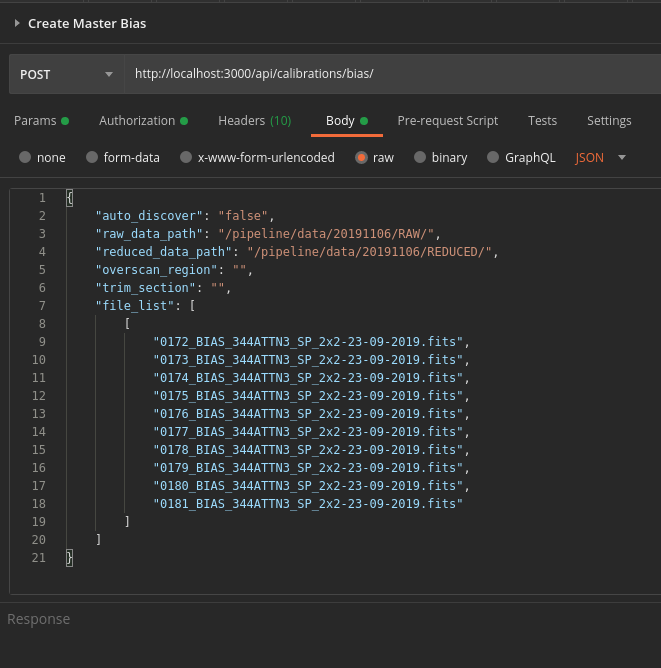 Create Master Bias
POST http://localhost:3000/api/calibrations/bias/
Params Authorization Headers (10) Body Pre-request Script Tests Settings
none form-data x-www-form-urlencoded raw binary GraphQL JSON
1 {
2 "auto_discover": "false",
3 "raw_data_path": "/pipeline/data/20191106/RAW/",
4 "reduced_data_path": "/pipeline/data/20191106/REDUCED/",
5 "overscan_region": "",
6 "trim_section": "",
7 "file_list": [
8 [
9 "0172_BIAS_344ATTN3_SP_2x2-23-09-2019.fits",
10 "0173_BIAS_344ATTN3_SP_2x2-23-09-2019.fits",
11 "0174_BIAS_344ATTN3_SP_2x2-23-09-2019.fits",
12 "0175_BIAS_344ATTN3_SP_2x2-23-09-2019.fits",
13 "0176_BIAS_344ATTN3_SP_2x2-23-09-2019.fits",
14 "0177_BIAS_344ATTN3_SP_2x2-23-09-2019.fits",
15 "0178_BIAS_344ATTN3_SP_2x2-23-09-2019.fits",
16 "0179_BIAS_344ATTN3_SP_2x2-23-09-2019.fits",
17 "0180_BIAS_344ATTN3_SP_2x2-23-09-2019.fits",
18 "0181_BIAS_344ATTN3_SP_2x2-23-09-2019.fits"
19 ]
20 ]
21 }
Response